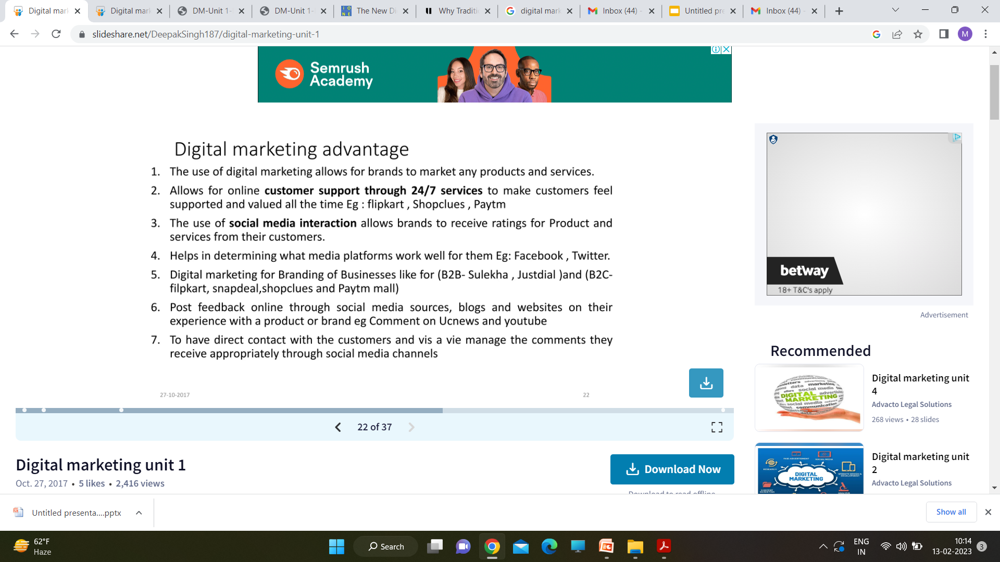 Digital mark
Digital mark
DM-Unit 1-
DM-Unit 1-
The New Di
Why Traditi
digital mark
Inbox (44) -
Untitled pre
Inbox (44) -
slideshare.net/DeepakSingh187/digital-marketing-unit-1
M
Semrush
Academy
Digital marketing advantage
1. The use of digital marketing allows for brands to market any products and services.
2. Allows for online customer support through 24/7 services to make customers feel
supported and valued all the time Eg : flipkart , Shopclues , Paytm
3. The use of social media interaction allows brands to receive ratings for Product and
services from their customers.
4. Helps in determining what media platforms work well for them Eg: Facebook , Twitter.
5. Digital marketing for Branding of Businesses like for (B2B- Sulekha , Justdial )and (B2C-
filpkart, snapdeal,shopclues and Paytm mall)
6. Post feedback online through social media sources, blogs and websites on their
experience with a product or brand eg Comment on Ucnews and youtube
7. To have direct contact with the customers and vis a vie manage the comments they
receive appropriately through social media channels
27-10-2017
22
22 of 37
Digital marketing unit 1
Oct. 27, 2017 • 5 likes • 2,416 views
Download Now
Download to read offline
betway
18+ T&C's apply
Advertisement
Recommended
DIGITAL
MARKETING
Digital marketing unit
4
Advacto Legal Solutions
268 views • 28 slides
DIGITAL
MARKETING
Digital marketing unit
2
Advacto Legal Solutions
Untitled presenta....pptx
Show all
62°F
Haze
Search
ENG
IN
10:14
13-02-2023
3